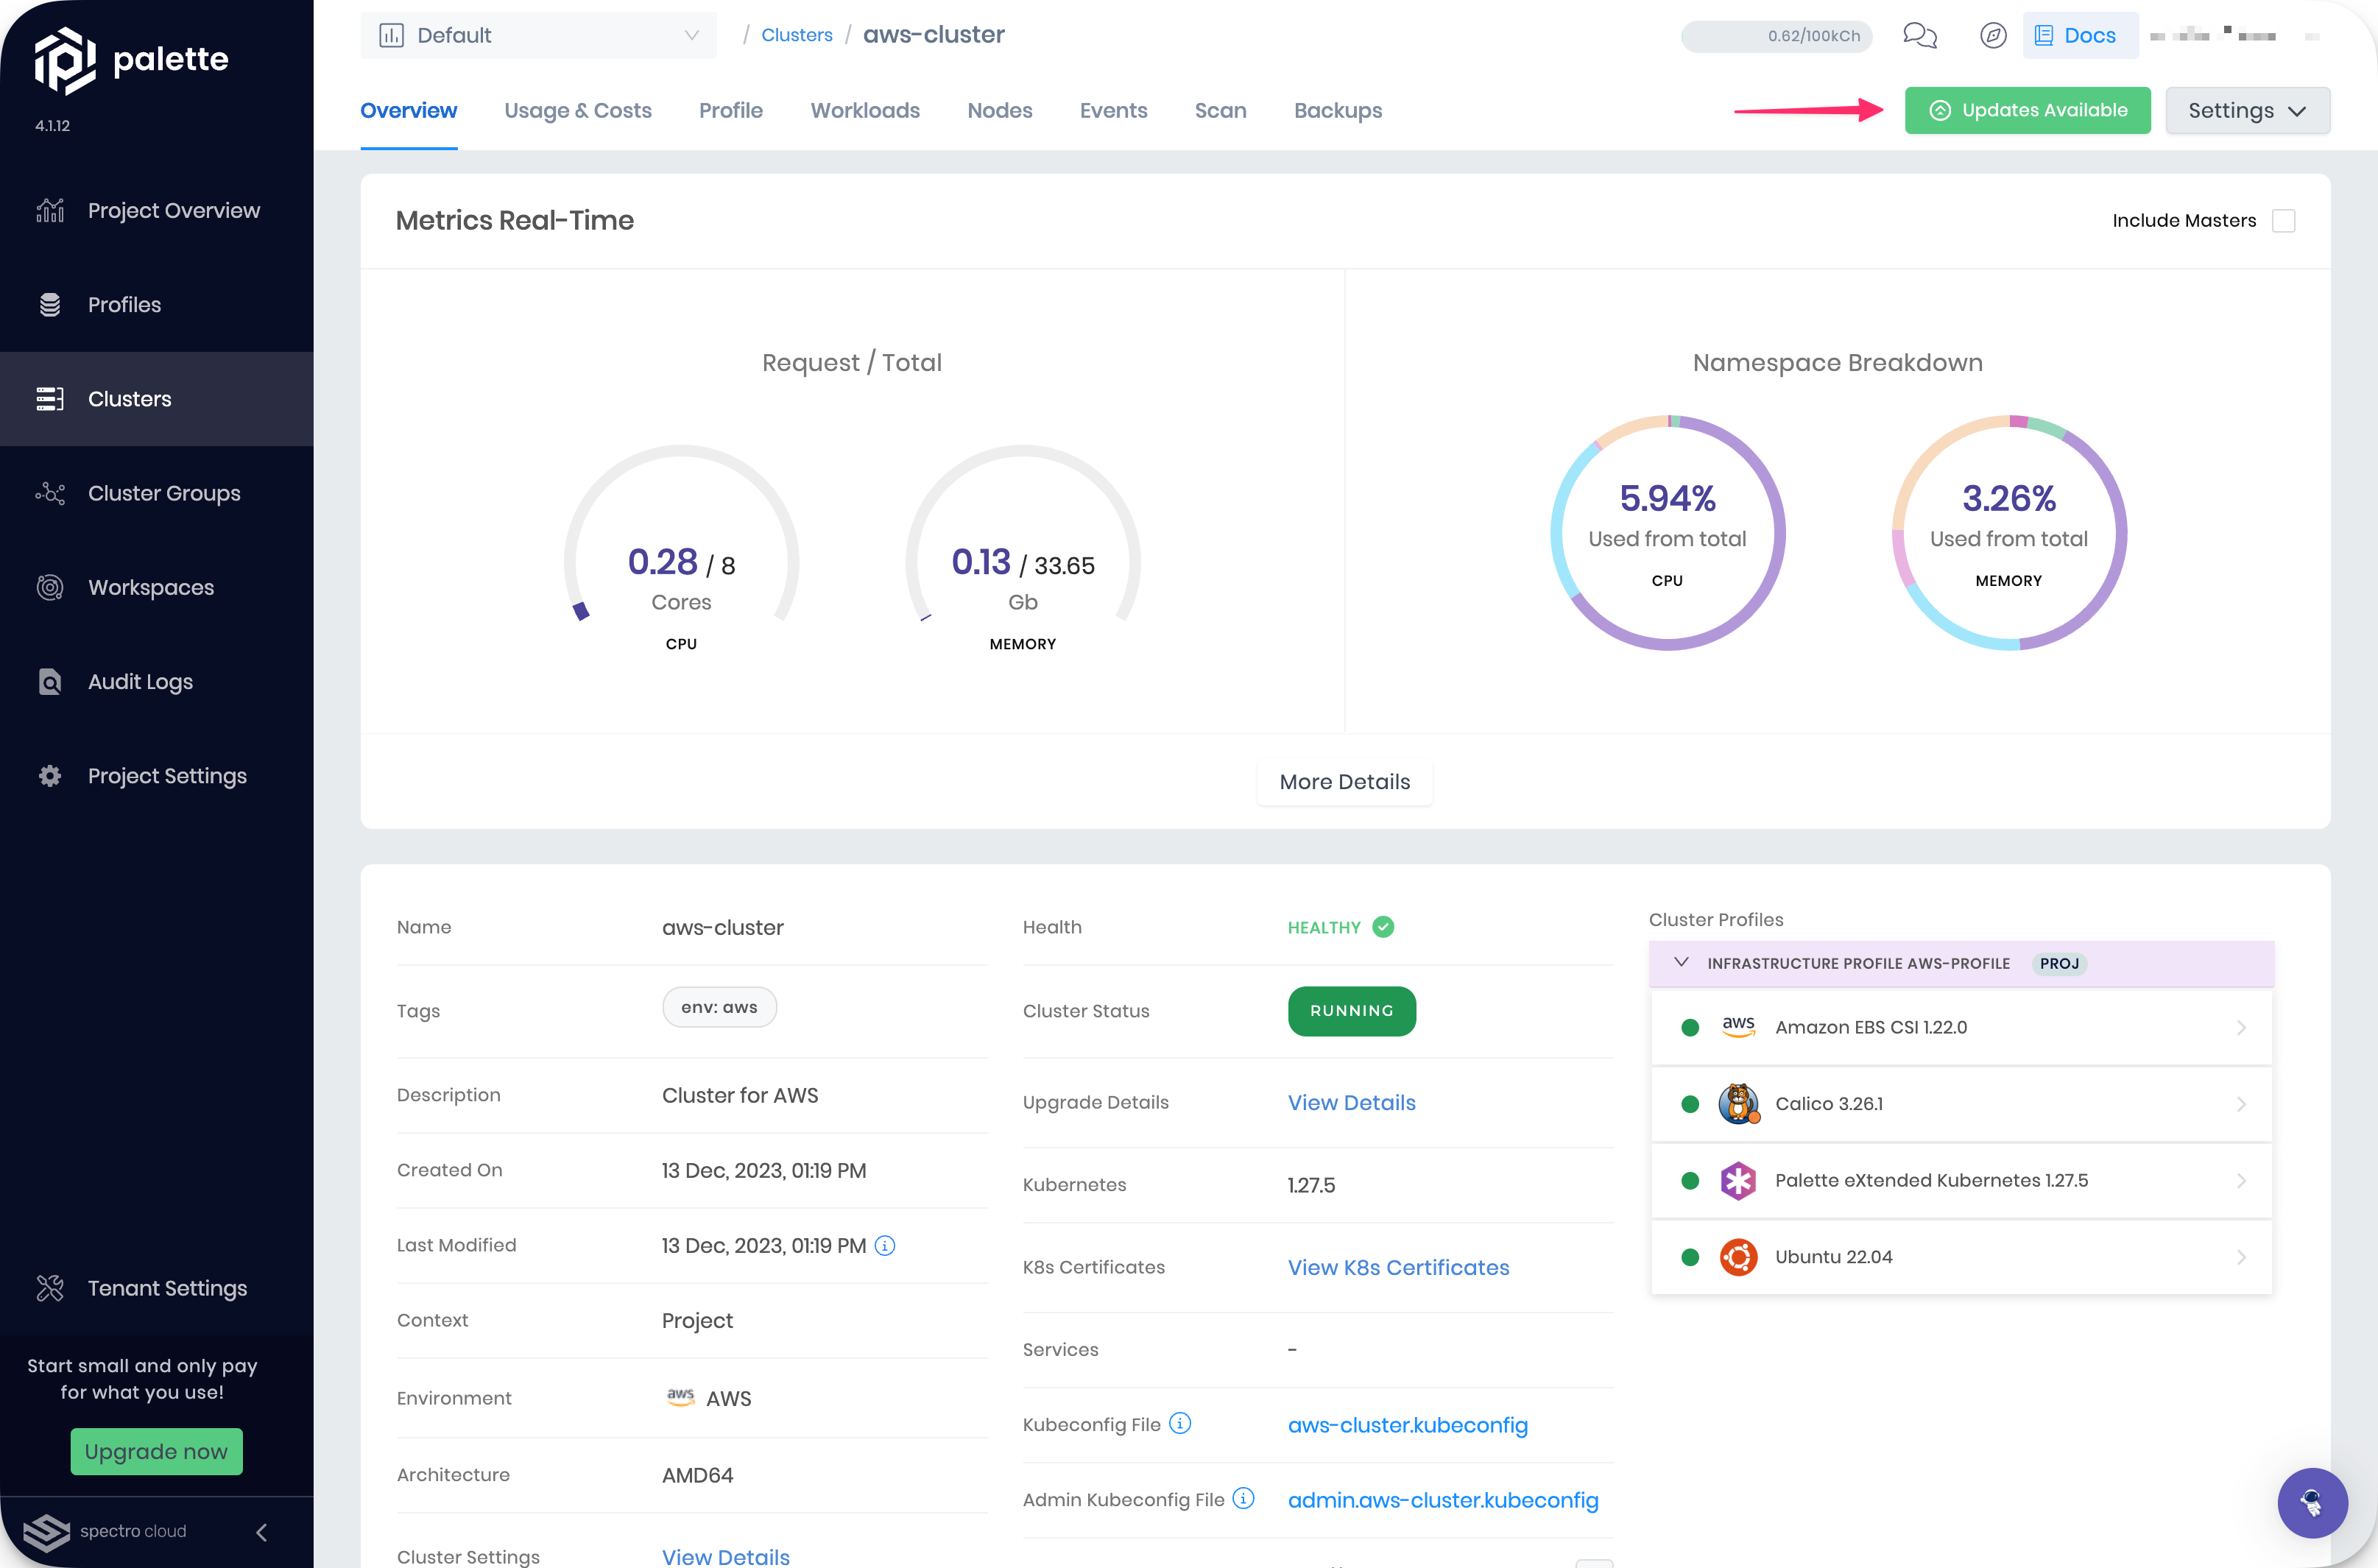 palette
4.1.12
Project Overview
Profiles
Clusters
Cluster Groups
Workspaces
Audit Logs
Project Settings
Tenant Settings
Start small and only pay
for what you use!
Upgrade now
spectro cloud
Default
/ Clusters / aws-cluster
0.62/100kCh
Docs
Overview
Usage & Costs
Profile
Workloads
Nodes
Events
Scan
Backups
Updates Available
Settings
Metrics Real-Time
Include Masters
Request / Total
0.28 / 8
Cores
CPU
0.13 / 33.65
Gb
MEMORY
Namespace Breakdown
5.94%
Used from total
CPU
3.26%
Used from total
MEMORY
More Details
Name
aws-cluster
Tags
env: aws
Description
Cluster for AWS
Created On
13 Dec, 2023, 01:19 PM
Last Modified
13 Dec, 2023, 01:19 PM
Context
Project
Environment
aws AWS
Architecture
AMD64
Cluster Settings
View Details
Health
HEALTHY
Cluster Status
RUNNING
Upgrade Details
View Details
Kubernetes
1.27.5
K8s Certificates
View K8s Certificates
Services
-
Kubeconfig File
aws-cluster.kubeconfig
Admin Kubeconfig File
admin.aws-cluster.kubeconfig
Cluster Profiles
INFRASTRUCTURE PROFILE AWS-PROFILE PROJ
aws Amazon EBS CSI 1.22.0
Calico 3.26.1
Palette eXtended Kubernetes 1.27.5
Ubuntu 22.04